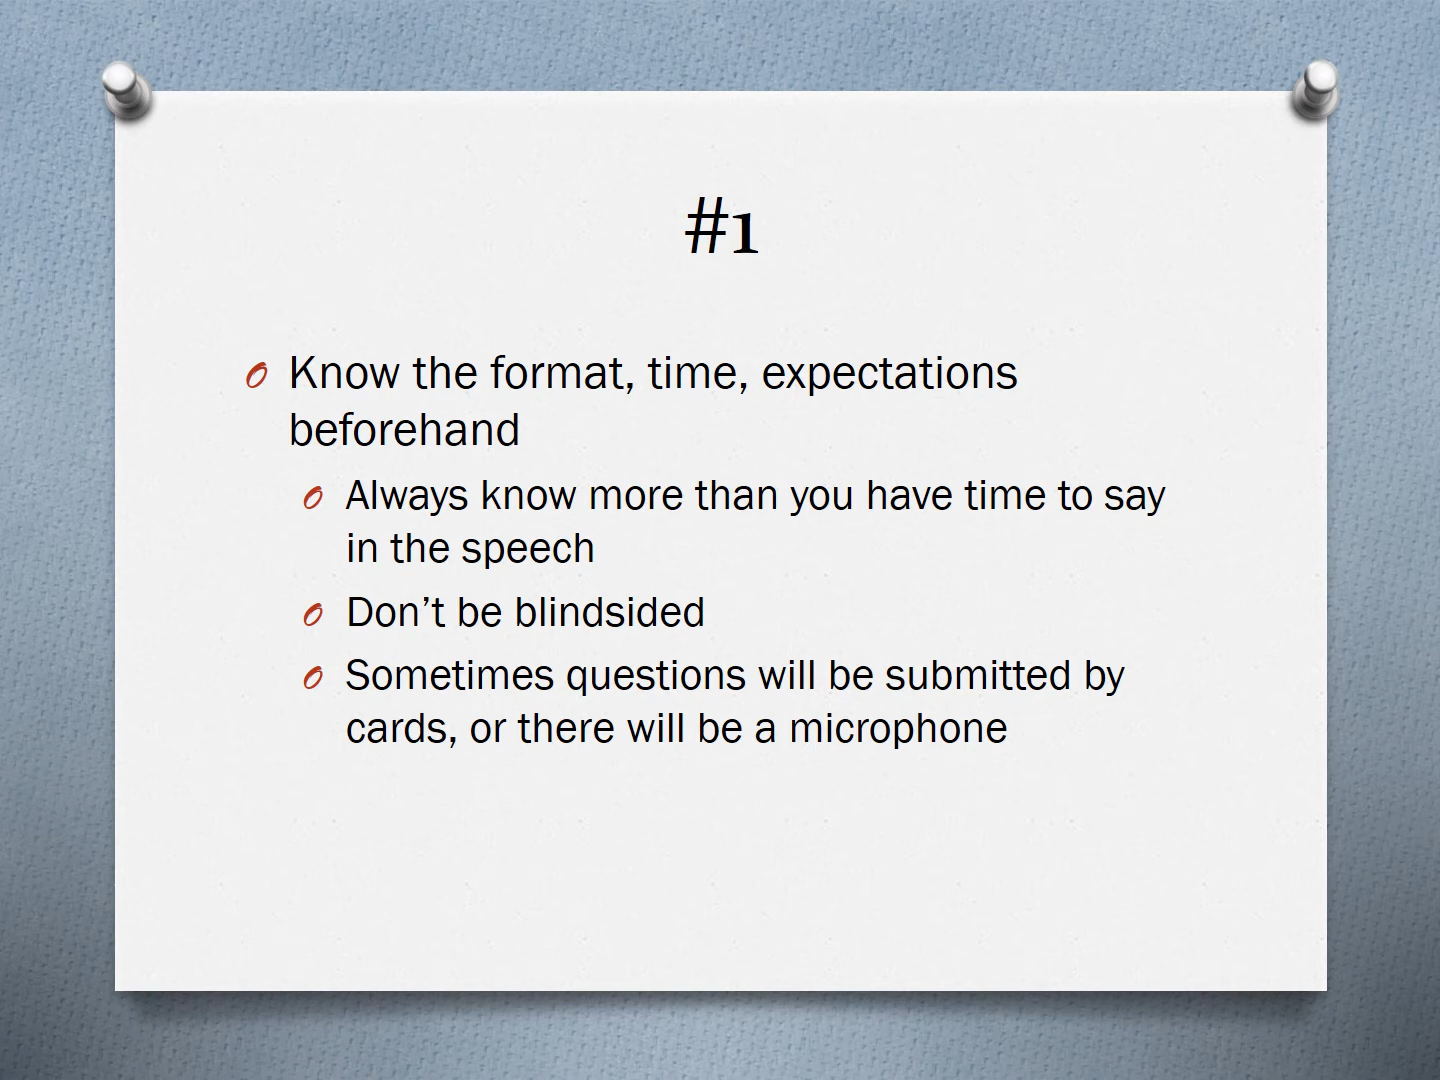 #1
Know the format, time, expectations
beforehand
Always know more than you have time to say
in the speech
Don’t be blindsided
Sometimes questions will be submitted by
cards, or there will be a microphone